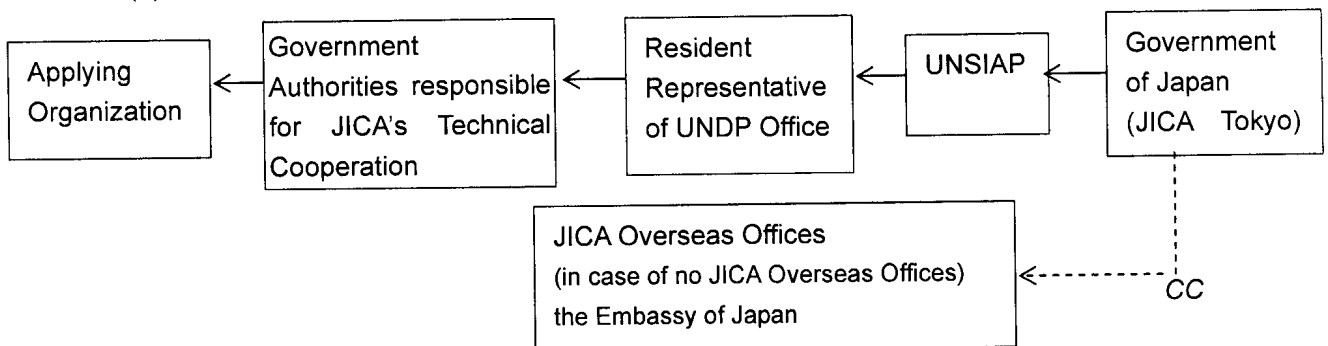 Applying
Organization
Government
Authorities responsible
for JICA's Technical
Cooperation
Resident
Representative
of UNDP Office
UNSIAP
Government
of Japan
(JICA Tokyo)
JICA Overseas Offices
(in case of no JICA Overseas Offices)
the Embassy of Japan
CC